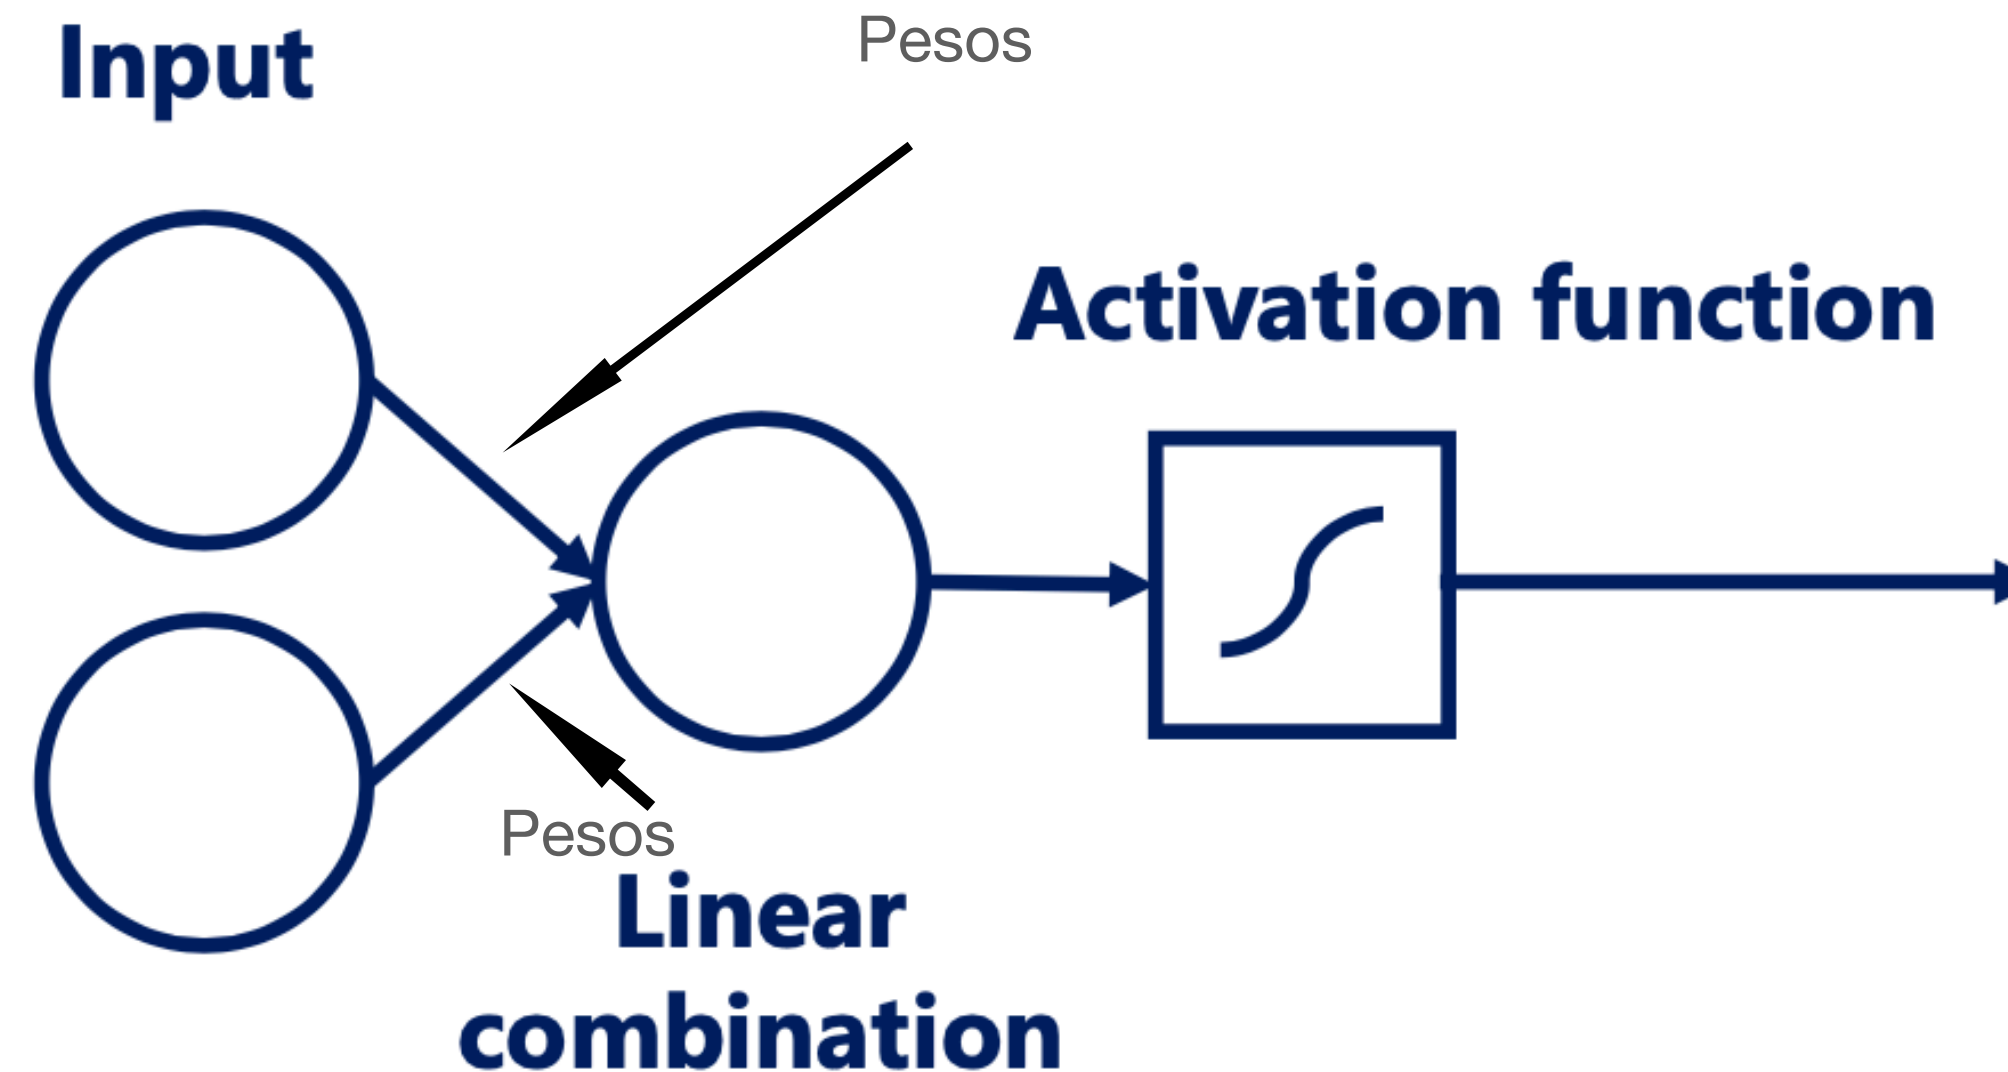 Input
Pesos
Activation function
Pesos
Linear
combination